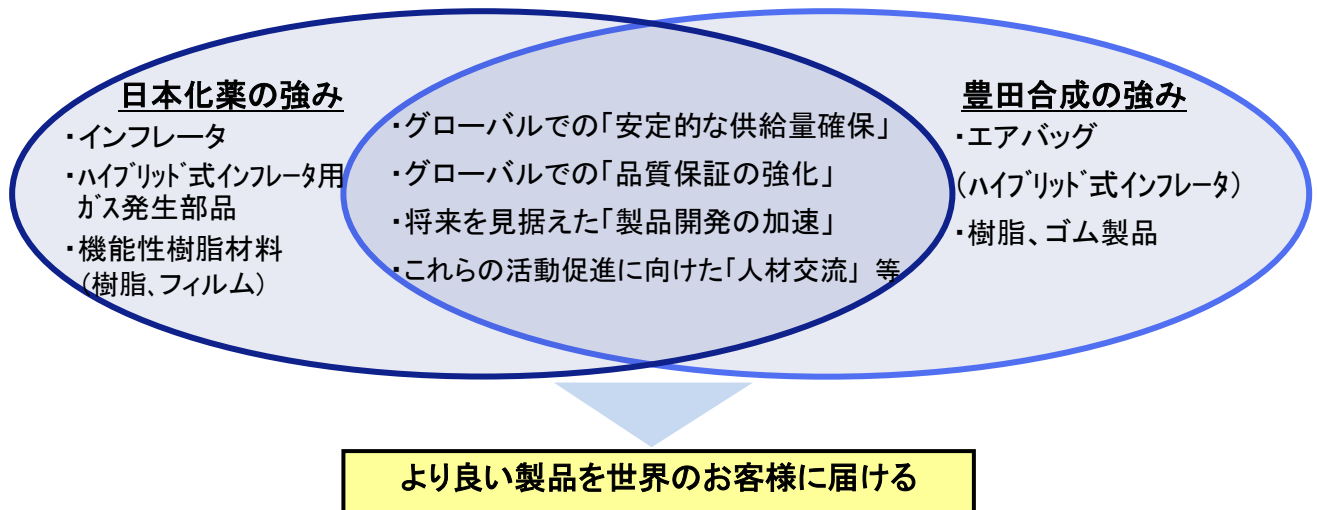 日本化薬の強み
・インフレータ
・ﾊｲﾌﾞﾘｯﾄﾞ式インフレータ用
ｶﾞｽ発生部品
・機能性樹脂材料
(樹脂、フィルム)
・グローバルでの「安定的な供給量確保」
・グローバルでの「品質保証の強化」
・将来を見据えた「製品開発の加速」
・これらの活動促進に向けた「人材交流」 等
豊田合成の強み
・エアバッグ
(ﾊｲﾌﾞﾘｯﾄﾞ式インフレータ)
・樹脂、ゴム製品
より良い製品を世界のお客様に届ける